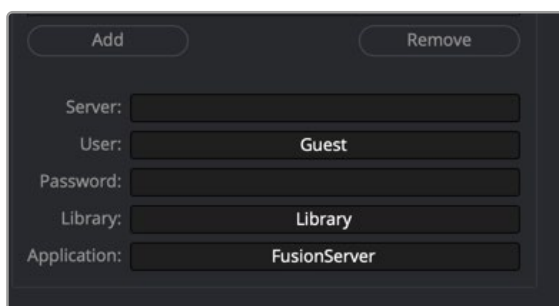 Add Remove
Server:
User: Guest
Password:
Library: Library
Application: FusionServer